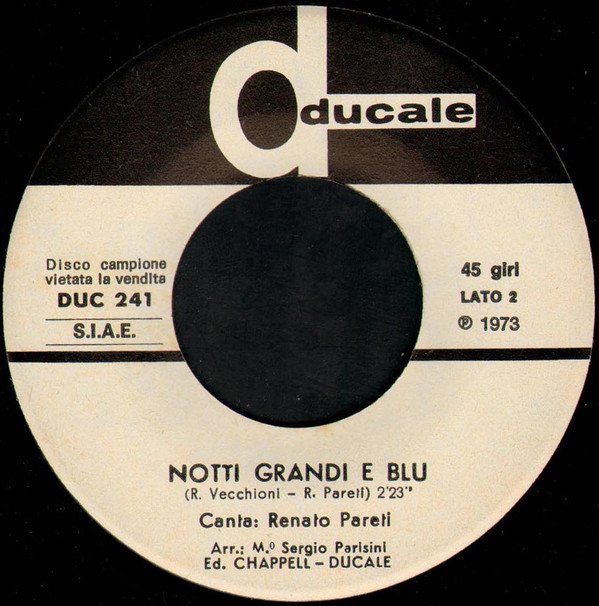 d
ducale
Disco campione
vietata la vendita
DUC 241
S.I.A.E.
45 giri
LATO 2
℗ 1973
NOTTI GRANDI E BLU
(R. Vecchioni - R. Pareti) 2'23"
Canta: Renato Pareti
Arr.: M.º Sergio Parisini
Ed. CHAPPELL - DUCALE